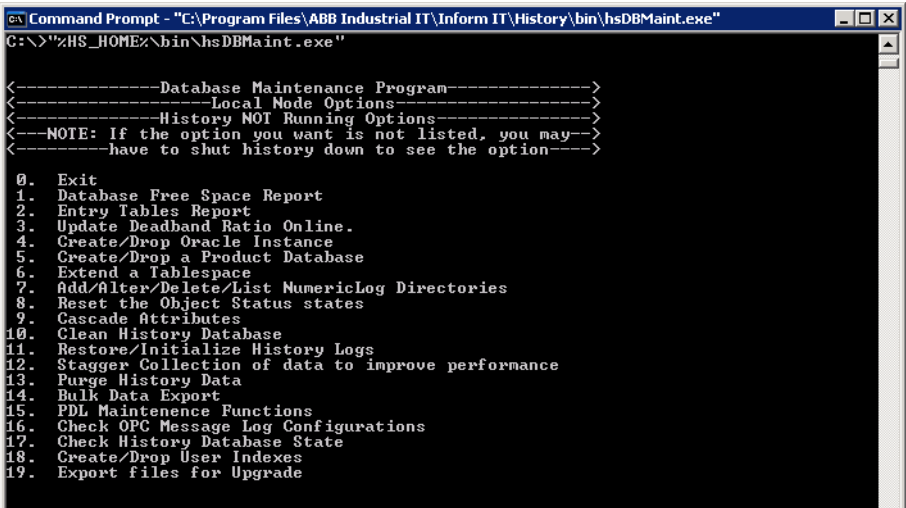 Command Prompt - "C:\Program Files\ABB Industrial IT\Inform IT\History\bin\hsDBMaint.exe"
C:\>"%HS_HOME%\bin\hsDBMaint.exe"
<--------------Database Maintenance Program-------------->
<-------------------Local Node Options------------------->
<--------------History NOT Running Options--------------->
<---NOTE: If the option you want is not listed, you may-->
<---------have to shut history down to see the option---->
0. Exit
1. Database Free Space Report
2. Entry Tables Report
3. Update Deadband Ratio Online.
4. Create/Drop Oracle Instance
5. Create/Drop a Product Database
6. Extend a Tablespace
7. Add/Alter/Delete/List NumericLog Directories
8. Reset the Object Status states
9. Cascade Attributes
10. Clean History Database
11. Restore/Initialize History Logs
12. Stagger Collection of data to improve performance
13. Purge History Data
14. Bulk Data Export
15. PDL Maintenence Functions
16. Check OPC Message Log Configurations
17. Check History Database State
18. Create/Drop User Indexes
19. Export files for Upgrade